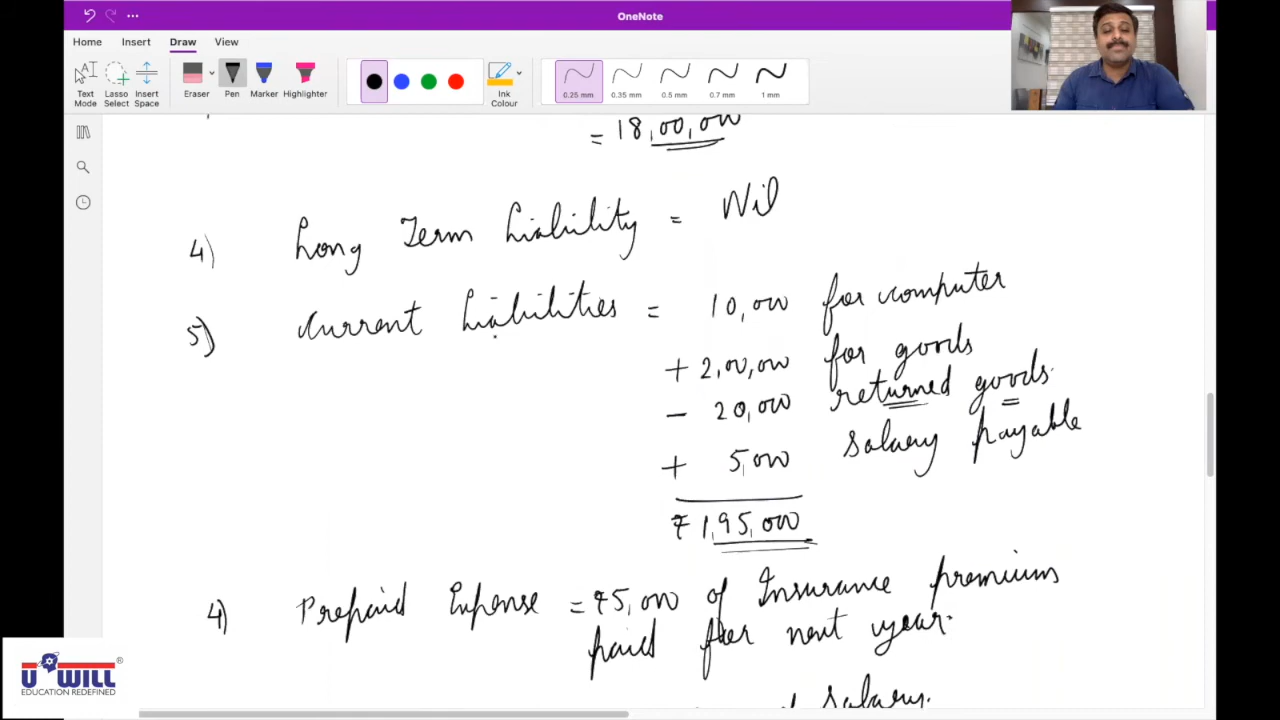 OneNote
Home Insert Draw View
Text Mode Lasso Select Insert Space Eraser Pen Marker Highlighter Ink Colour 0.25 mm 0.35 mm 0.5 mm 0.7 mm 1 mm
= 18,00,000
4) Long Term Liability = Nil
5) Current Liabilities = 10,000 for computer
+ 2,00,000 for goods
- 20,000 returned goods.
+ 5,000 salary payable
₹ 1,95,000
4) Prepaid Expense = ₹5,000 of Insurance premium
paid for next year.
salary.
U WILL ®
EDUCATION REDEFINED